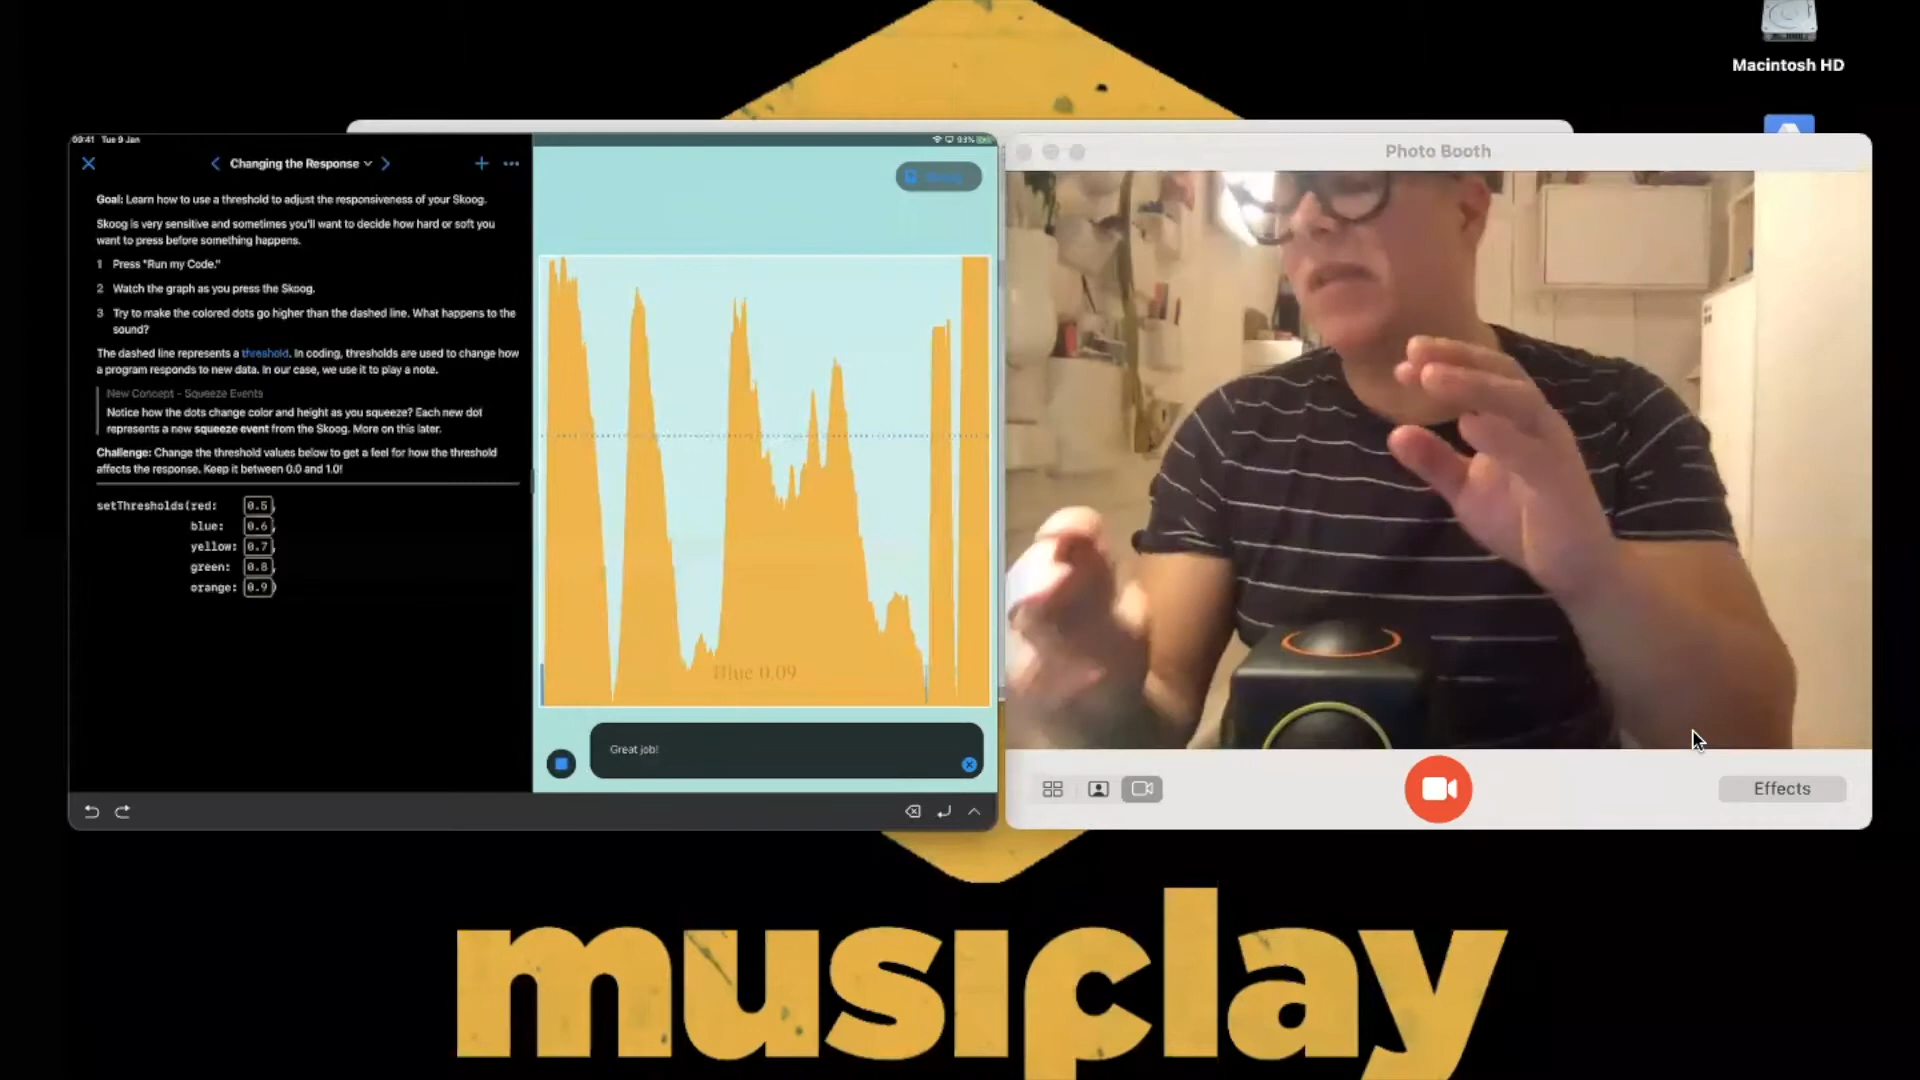 Macintosh HD
09:41 Tue 9 Jan
93%
Changing the Response
Goal: Learn how to use a threshold to adjust the responsiveness of your Skoog.
Skoog is very sensitive and sometimes you'll want to decide how hard or soft you
want to press before something happens.
1 Press "Run my Code."
2 Watch the graph as you press the Skoog.
3 Try to make the colored dots go higher than the dashed line. What happens to the
sound?
The dashed line represents a threshold. In coding, thresholds are used to change how
a program responds to new data. In our case, we use it to play a note.
New Concept - Squeeze Events
Notice how the dots change color and height as you squeeze? Each new dot
represents a new squeeze event from the Skoog. More on this later.
Challenge: Change the threshold values below to get a feel for how the threshold
affects the response. Keep it between 0.0 and 1.0!
setThresholds(red: 0.5,
blue: 0.6,
yellow: 0.7,
green: 0.8,
orange: 0.9)
Blue 0.09
Great job!
Photo Booth
Effects
musiclay